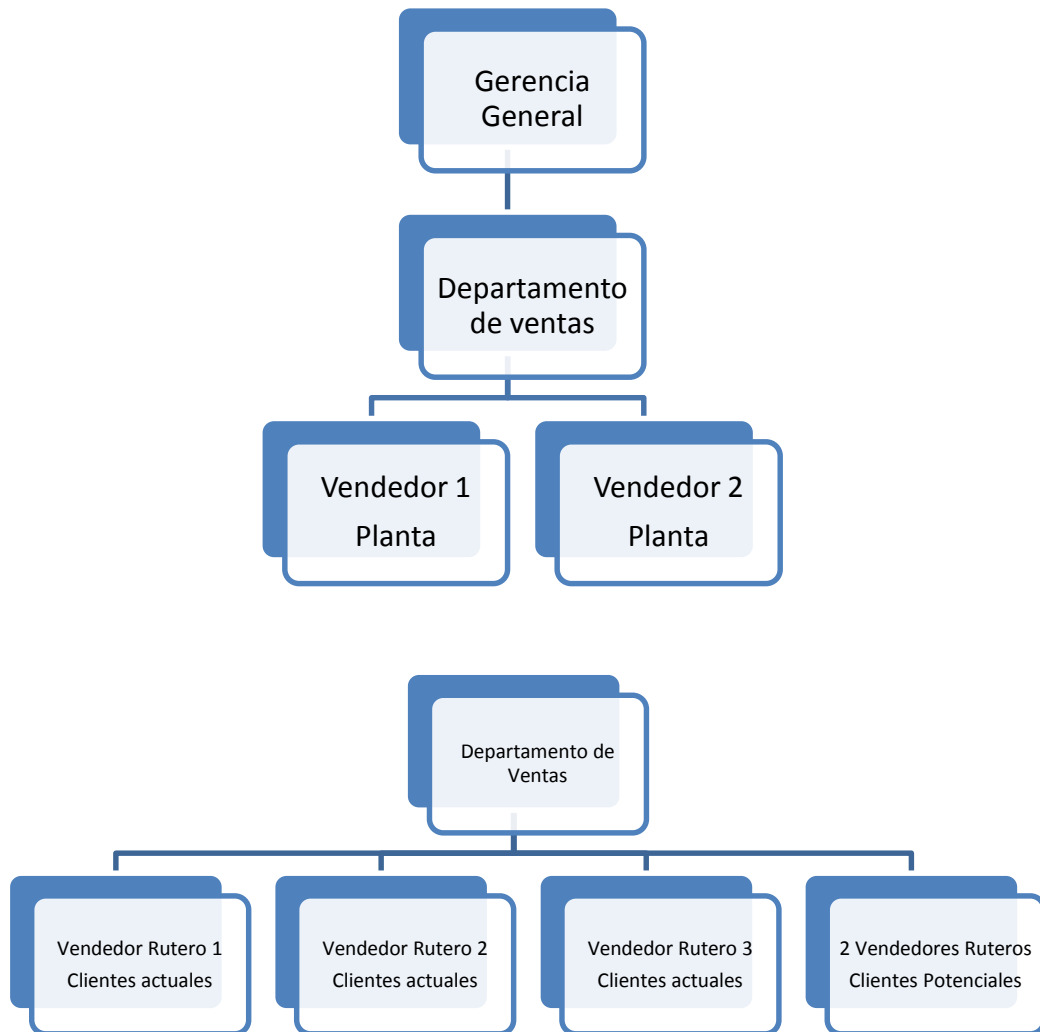 Gerencia
General
Departamento
de ventas
Vendedor 1
Planta
Vendedor 2
Planta
Departamento de
Ventas
Vendedor Rutero 1
Clientes actuales
Vendedor Rutero 2
Clientes actuales
Vendedor Rutero 3
Clientes actuales
2 Vendedores Ruteros
Clientes Potenciales